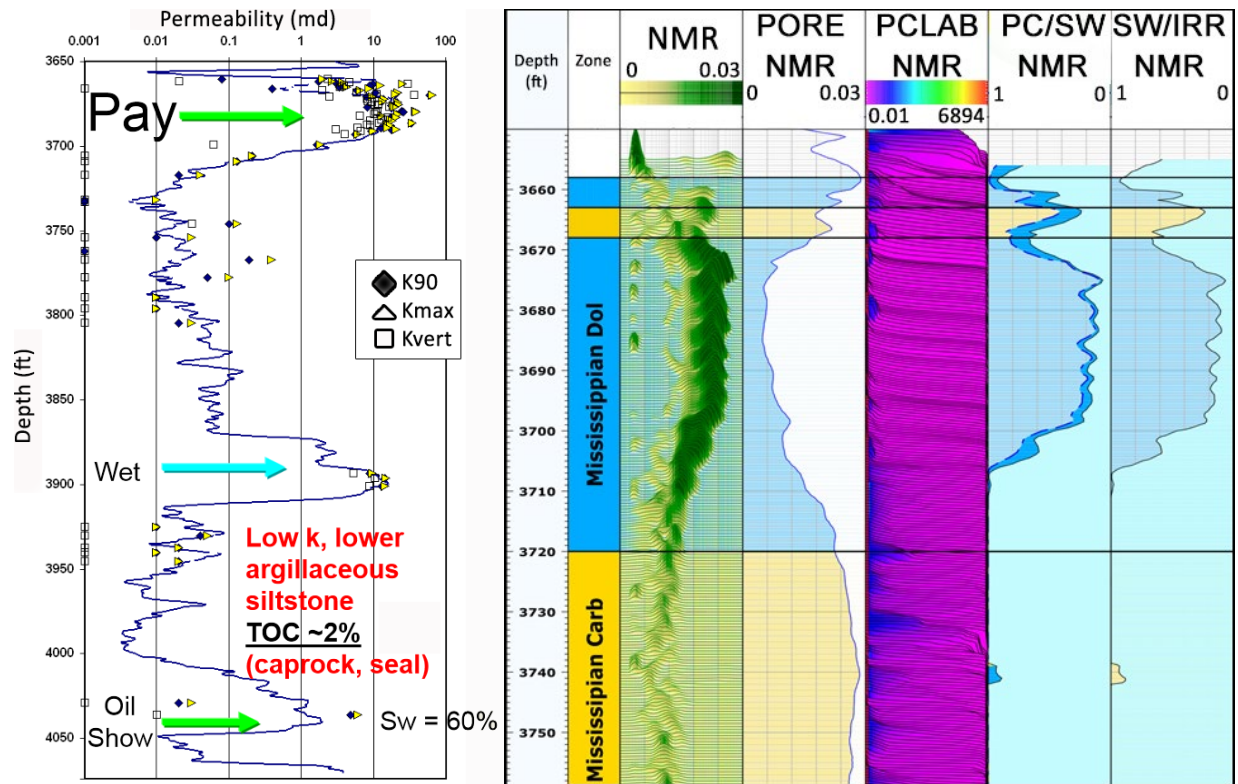 Permeability (md)
0.001 0.01 0.1 1 10 100
3650
Pay
3700
3750
K90
Kmax
Kvert
3800
Depth (ft)
3850
Wet
3900
Low k, lower
argillaceous
siltstone
TOC ~2%
(caprock, seal)
3950
4000
Oil
Show
Sw = 60%
4050
Depth
(ft)
Zone
NMR
0 0.03
PORE
NMR
0 0.03
PCLAB
NMR
0.01 6894
PC/SW
NMR
1 0
SW/IRR
NMR
1 0
3660
3670
3680
3690
3700
3710
3720
3730
3740
3750
Mississippian Dol
Missisipian Carb